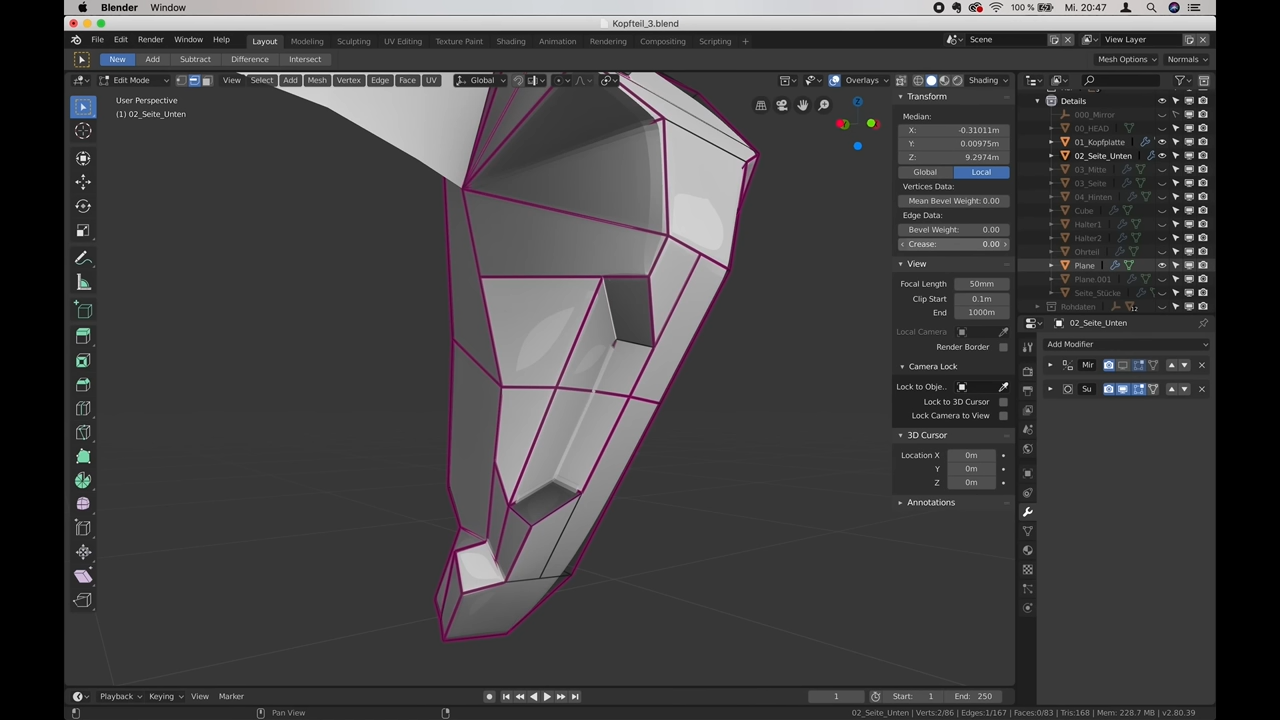 Blender Window 100 % Mi. 20:47
Kopfteil_3.blend
File Edit Render Window Help Layout Modeling Sculpting UV Editing Texture Paint Shading Animation Rendering Compositing Scripting + Scene View Layer
New Add Subtract Difference Intersect Mesh Options Normals
Edit Mode View Select Add Mesh Vertex Edge Face UV Global Overlays Shading
User Perspective
(1) 02_Seite_Unten
Transform
Median:
X: -0.31011m
Y: 0.00975m
Z: 9.2974m
Global Local
Vertices Data:
Mean Bevel Weight: 0.00
Edge Data:
Bevel Weight: 0.00
Crease: 0.00
View
Focal Length 50mm
Clip Start 0.1m
End 1000m
Local Camera
Render Border
Camera Lock
Lock to Obje..
Lock to 3D Cursor
Lock Camera to View
3D Cursor
Location X 0m
Y 0m
Z 0m
Annotations
Details
000_Mirror
00_HEAD
01_Kopfplatte
02_Seite_Unten
03_Mitte
03_Seite
04_Hinten
Cube
Halter1
Halter2
Ohrteil
Plane
Plane.001
Seite_Stücke
Rohdaten 12
02_Seite_Unten
Add Modifier
Mir
Su
Playback Keying View Marker 1 Start: 1 End: 250
Pan View 02_Seite_Unten | Verts:2/86 | Edges:1/167 | Faces:0/83 | Tris:168 | Mem: 228.7 MB | v2.80.39